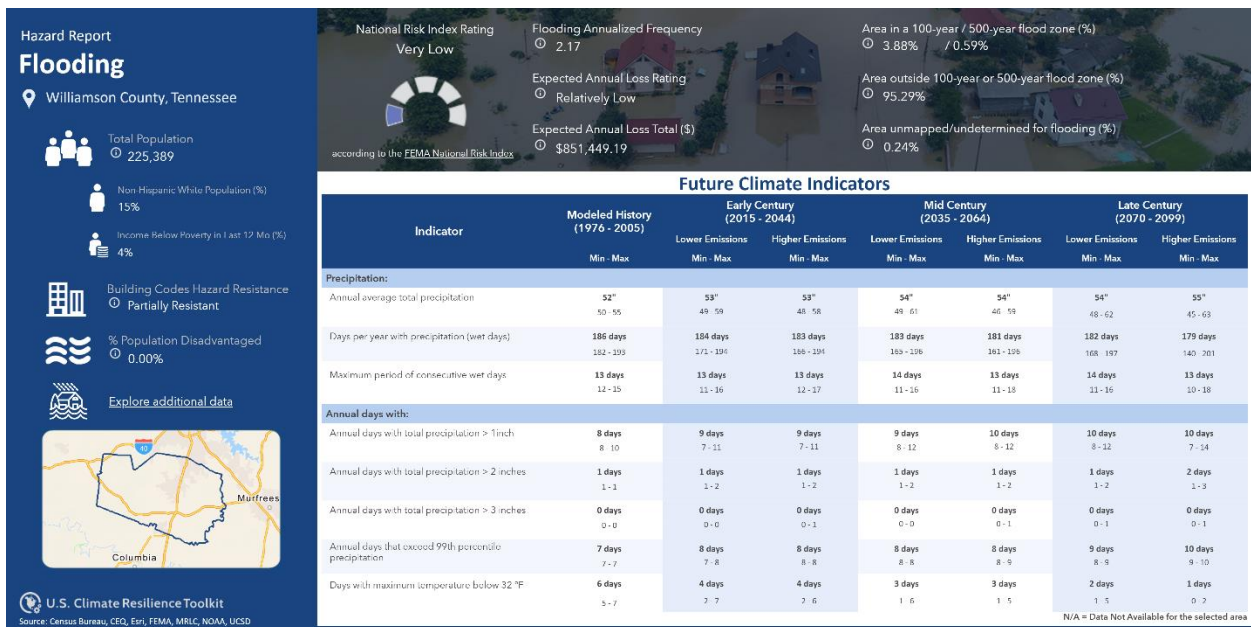 Hazard Report
Flooding
Williamson County, Tennessee
Total Population
225,389
Non-Hispanic White Population (%)
15%
Income Below Poverty in Last 12 Mo (%)
4%
Building Codes Hazard Resistance
Partially Resistant
% Population Disadvantaged
0.00%
Explore additional data
40
Murfrees
Columbia
U.S. Climate Resilience Toolkit
Source: Census Bureau, CEQ, Esri, FEMA, MRLC, NOAA, UCSD
National Risk Index Rating
Very Low
according to the FEMA National Risk Index
Flooding Annualized Frequency
2.17
Expected Annual Loss Rating
Relatively Low
Expected Annual Loss Total ($)
$851,449.19
Area in a 100-year / 500-year flood zone (%)
3.88% / 0.59%
Area outside 100-year or 500-year flood zone (%)
95.29%
Area unmapped/undetermined for flooding (%)
0.24%
Future Climate Indicators
Indicator
Modeled History
(1976 - 2005)
Early Century
(2015 - 2044)
Mid Century
(2035 - 2064)
Late Century
(2070 - 2099)
Lower Emissions Higher Emissions Lower Emissions Higher Emissions Lower Emissions Higher Emissions
Min - Max Min - Max Min - Max Min - Max Min - Max Min - Max Min - Max
Precipitation:
Annual average total precipitation 52" 53" 53" 54" 54" 54" 55"
50 - 55 49 - 59 48 - 58 49 - 61 46 - 59 48 - 62 45 - 63
Days per year with precipitation (wet days) 186 days 184 days 183 days 183 days 181 days 182 days 179 days
182 - 193 171 - 194 166 - 194 165 - 196 161 - 196 168 - 197 140 - 201
Maximum period of consecutive wet days 13 days 13 days 13 days 14 days 13 days 14 days 13 days
12 - 15 11 - 16 12 - 17 11 - 16 11 - 18 11 - 16 10 - 18
Annual days with:
Annual days with total precipitation > 1inch 8 days 9 days 9 days 9 days 10 days 10 days 10 days
8 - 10 7 - 11 7 - 11 8 - 12 8 - 12 8 - 12 7 - 14
Annual days with total precipitation > 2 inches 1 days 1 days 1 days 1 days 1 days 1 days 2 days
1 - 1 1 - 2 1 - 2 1 - 2 1 - 2 1 - 2 1 - 3
Annual days with total precipitation > 3 inches 0 days 0 days 0 days 0 days 0 days 0 days 0 days
0 - 0 0 - 0 0 - 1 0 - 0 0 - 1 0 - 1 0 - 1
Annual days that exceed 99th percentile
precipitation
7 days 8 days 8 days 8 days 8 days 9 days 10 days
7 - 7 7 - 8 8 - 8 8 - 8 8 - 9 8 - 9 9 - 10
Days with maximum temperature below 32 °F 6 days 4 days 4 days 3 days 3 days 2 days 1 days
5 - 7 2 - 7 2 - 6 1 - 6 1 - 5 1 - 5 0 - 2
N/A = Data Not Available for the selected area